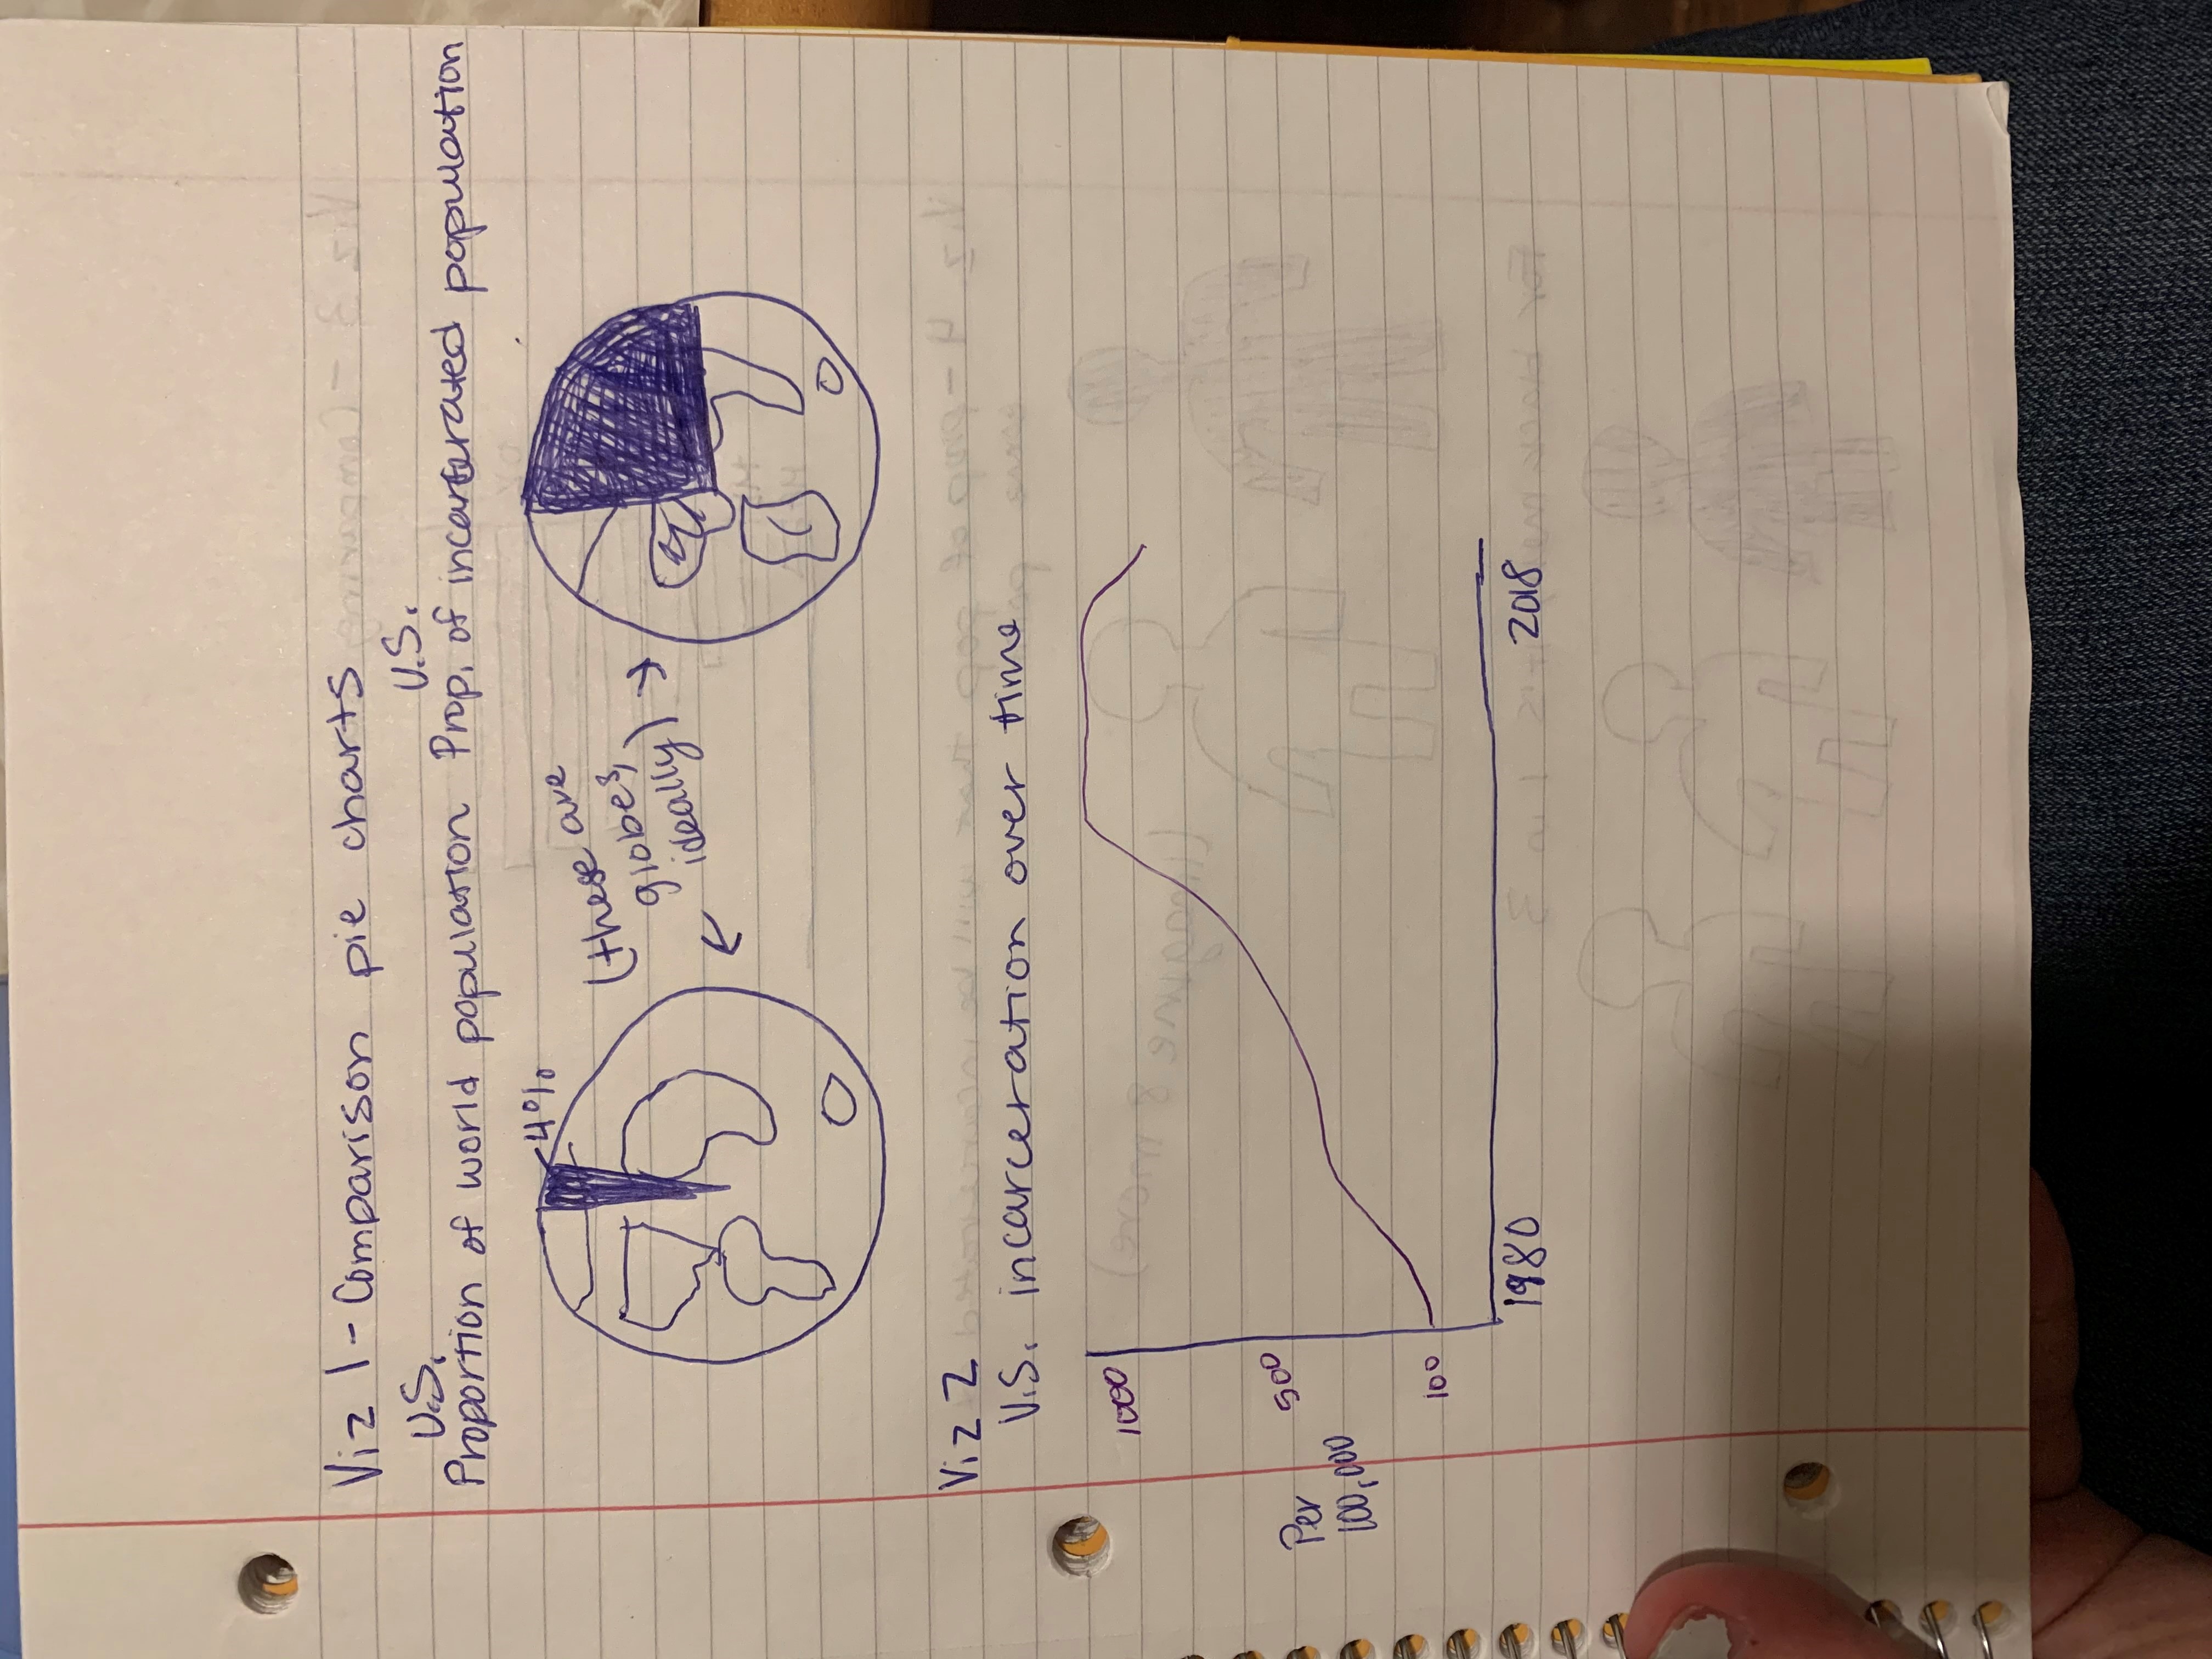 Viz 1 - Comparison pie charts
U.S.
Proportion of world population
U.S.
Prop. of incarcerated population
4%
(these are
globes,
ideally)
Viz 2
U.S. incarceration over time
1000
500
Per
100,000
100
1980
2018